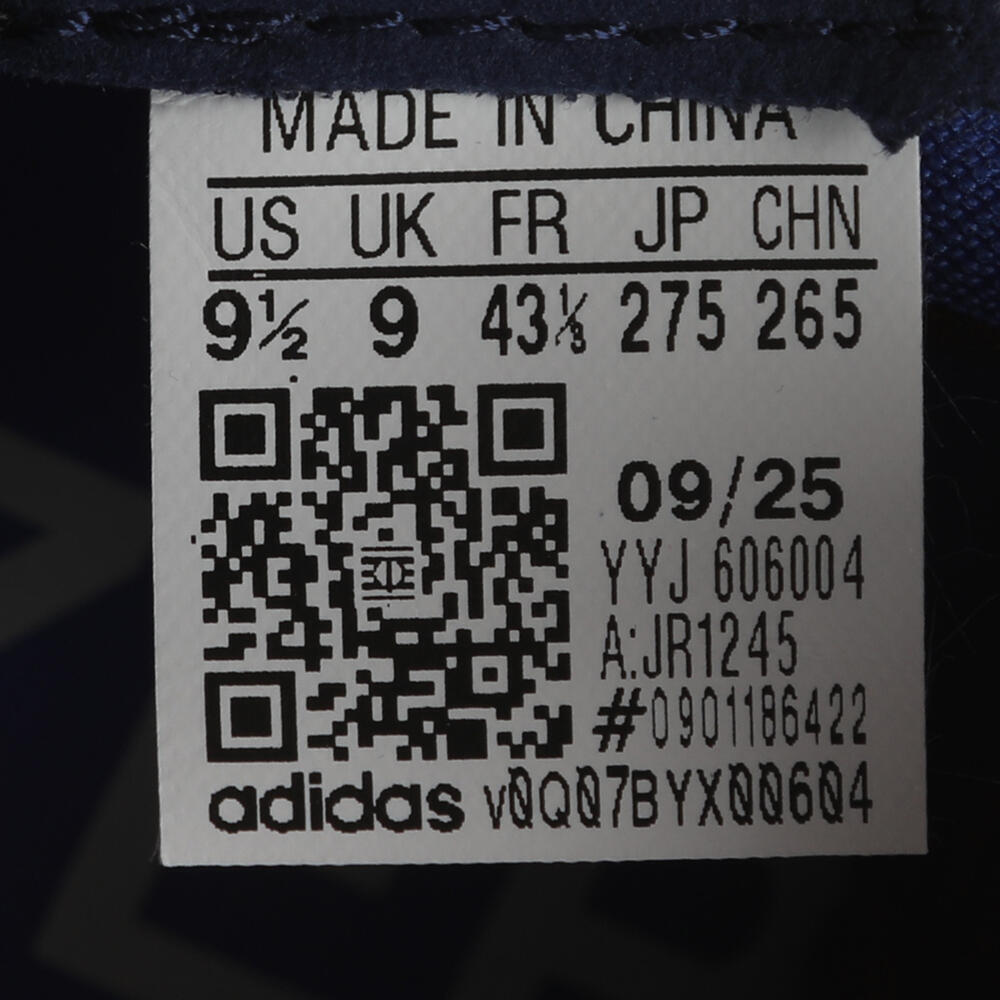 MADE IN CHINA
US UK FR JP CHN
9½ 9 43⅓ 275 265
09/25
YYJ 606004
A:JR1245
#0901186422
adidas v0Q07BYX00604